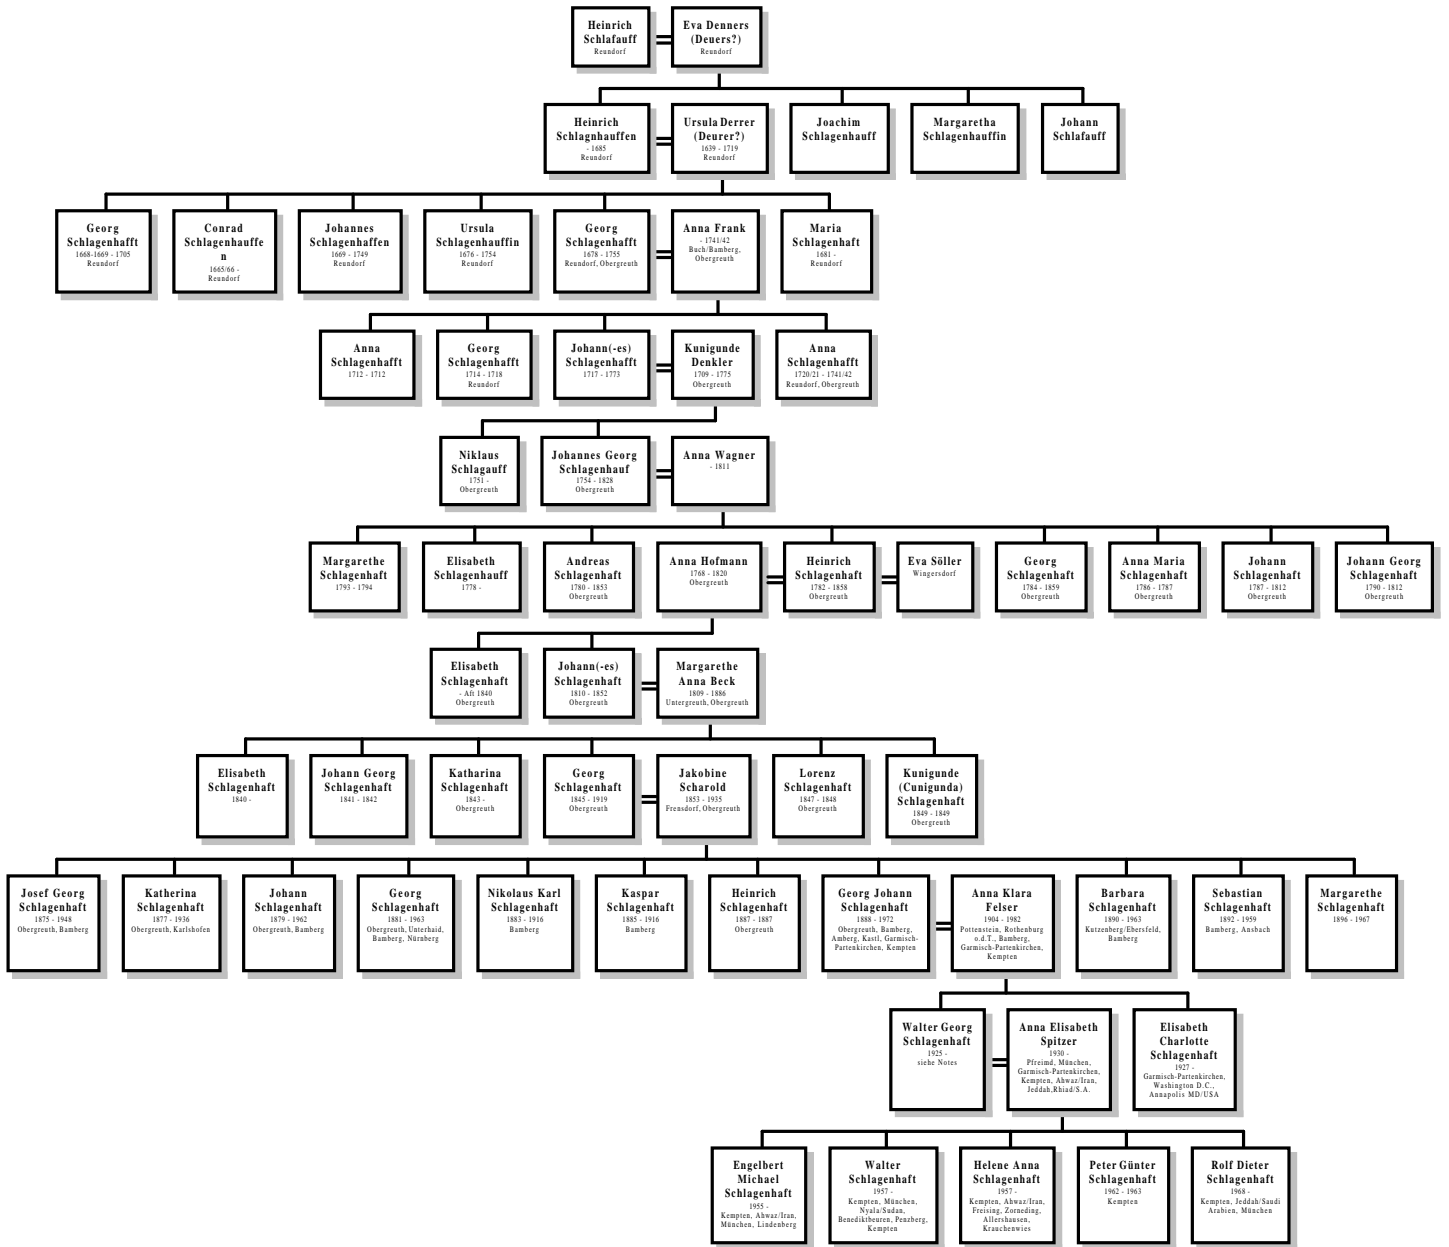 Heinrich
Schlafauff
Reundorf
Eva Denners
(Deuers?)
Reundorf
Heinrich
Schlagnhauffen
- 1685
Reundorf
Ursula Derrer
(Deurer?)
1639 - 1719
Reundorf
Joachim
Schlagenhauff
Margaretha
Schlagenhauffin
Johann
Schlafauff
Georg
Schlagenhafft
1668-1669 - 1705
Reundorf
Conrad
Schlagenhauffe
n
1665/66 -
Reundorf
Johannes
Schlagenhaffen
1669 - 1749
Reundorf
Ursula
Schlagenhauffin
1676 - 1754
Reundorf
Georg
Schlagenhafft
1678 - 1755
Reundorf, Obergreuth
Anna Frank
- 1741/42
Buch/Bamberg,
Obergreuth
Maria
Schlagenhaft
1681 -
Reundorf
Anna
Schlagenhafft
1712 - 1712
Georg
Schlagenhafft
1714 - 1718
Reundorf
Johann(-es)
Schlagenhafft
1717 - 1773
Kunigunde
Denkler
1709 - 1775
Obergreuth
Anna
Schlagenhafft
1720/21 - 1741/42
Reundorf, Obergreuth
Niklaus
Schlagauff
1751 -
Obergreuth
Johannes Georg
Schlagenhauf
1754 - 1828
Obergreuth
Anna Wagner
- 1811
Margarethe
Schlagenhaft
1793 - 1794
Elisabeth
Schlagenhauff
1778 -
Andreas
Schlagenhaft
1780 - 1853
Obergreuth
Anna Hofmann
1768 - 1820
Obergreuth
Heinrich
Schlagenhaft
1782 - 1858
Obergreuth
Eva Söller
Wingersdorf
Georg
Schlagenhaft
1784 - 1859
Obergreuth
Anna Maria
Schlagenhaft
1786 - 1787
Obergreuth
Johann
Schlagenhaft
1787 - 1812
Obergreuth
Johann Georg
Schlagenhaft
1790 - 1812
Obergreuth
Elisabeth
Schlagenhaft
- Aft 1840
Obergreuth
Johann(-es)
Schlagenhaft
1810 - 1852
Obergreuth
Margarethe
Anna Beck
1809 - 1886
Untergreuth, Obergreuth
Elisabeth
Schlagenhaft
1840 -
Johann Georg
Schlagenhaft
1841 - 1842
Katharina
Schlagenhaft
1843 -
Obergreuth
Georg
Schlagenhaft
1845 - 1919
Obergreuth
Jakobine
Scharold
1853 - 1935
Frensdorf, Obergreuth
Lorenz
Schlagenhaft
1847 - 1848
Obergreuth
Kunigunde
(Cunigunda)
Schlagenhaft
1849 - 1849
Obergreuth
Josef Georg
Schlagenhaft
1875 - 1948
Obergreuth, Bamberg
Katherina
Schlagenhaft
1877 - 1936
Obergreuth, Karlshofen
Johann
Schlagenhaft
1879 - 1962
Obergreuth, Bamberg
Georg
Schlagenhaft
1881 - 1963
Obergreuth, Unterhaid,
Bamberg, Nürnberg
Nikolaus Karl
Schlagenhaft
1883 - 1916
Bamberg
Kaspar
Schlagenhaft
1885 - 1916
Bamberg
Heinrich
Schlagenhaft
1887 - 1887
Obergreuth
Georg Johann
Schlagenhaft
1888 - 1972
Obergreuth, Bamberg,
Amberg, Kastl, Garmisch-
Partenkirchen, Kempten
Anna Klara
Felser
1904 - 1982
Pottenstein, Rothenburg
o.d.T., Bamberg,
Garmisch-Partenkirchen,
Kempten
Barbara
Schlagenhaft
1890 - 1963
Kutzenberg/Ebersfeld,
Bamberg
Sebastian
Schlagenhaft
1892 - 1959
Bamberg, Ansbach
Margarethe
Schlagenhaft
1896 - 1967
Walter Georg
Schlagenhaft
1925 -
siehe Notes
Anna Elisabeth
Spitzer
1930 -
Pfreimd, München,
Garmisch-Partenkirchen,
Kempten, Ahwaz/Iran,
Jeddah,Rhiad/S.A.
Elisabeth
Charlotte
Schlagenhaft
1927 -
Garmisch-Partenkirchen,
Washington D.C.,
Annapolis MD/USA
Engelbert
Michael
Schlagenhaft
1955 -
Kempten, Ahwaz/Iran,
München, Lindenberg
Walter
Schlagenhaft
1957 -
Kempten, München,
Nyala/Sudan,
Benediktbeuren, Penzberg,
Kempten
Helene Anna
Schlagenhaft
1957 -
Kempten, Ahwaz/Iran,
Freising, Zorneding,
Allershausen,
Krauchenwies
Peter Günter
Schlagenhaft
1962 - 1963
Kempten
Rolf Dieter
Schlagenhaft
1968 -
Kempten, Jeddah/Saudi
Arabien, München